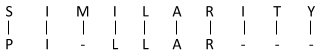 S I M I L A R I T Y
| | | | | | | | | |
P I - L L A R - - -